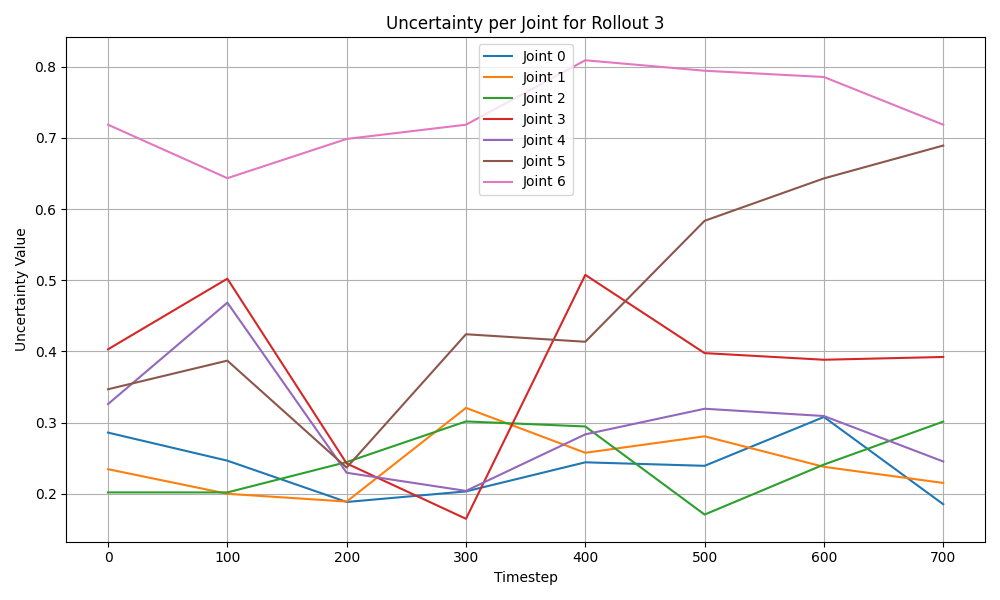 Uncertainty per Joint for Rollout 3
Joint 0
Joint 1
Joint 2
Joint 3
Joint 4
Joint 5
Joint 6
Uncertainty Value
0.8
0.7
0.6
0.5
0.4
0.3
0.2
0 100 200 300 400 500 600 700
Timestep